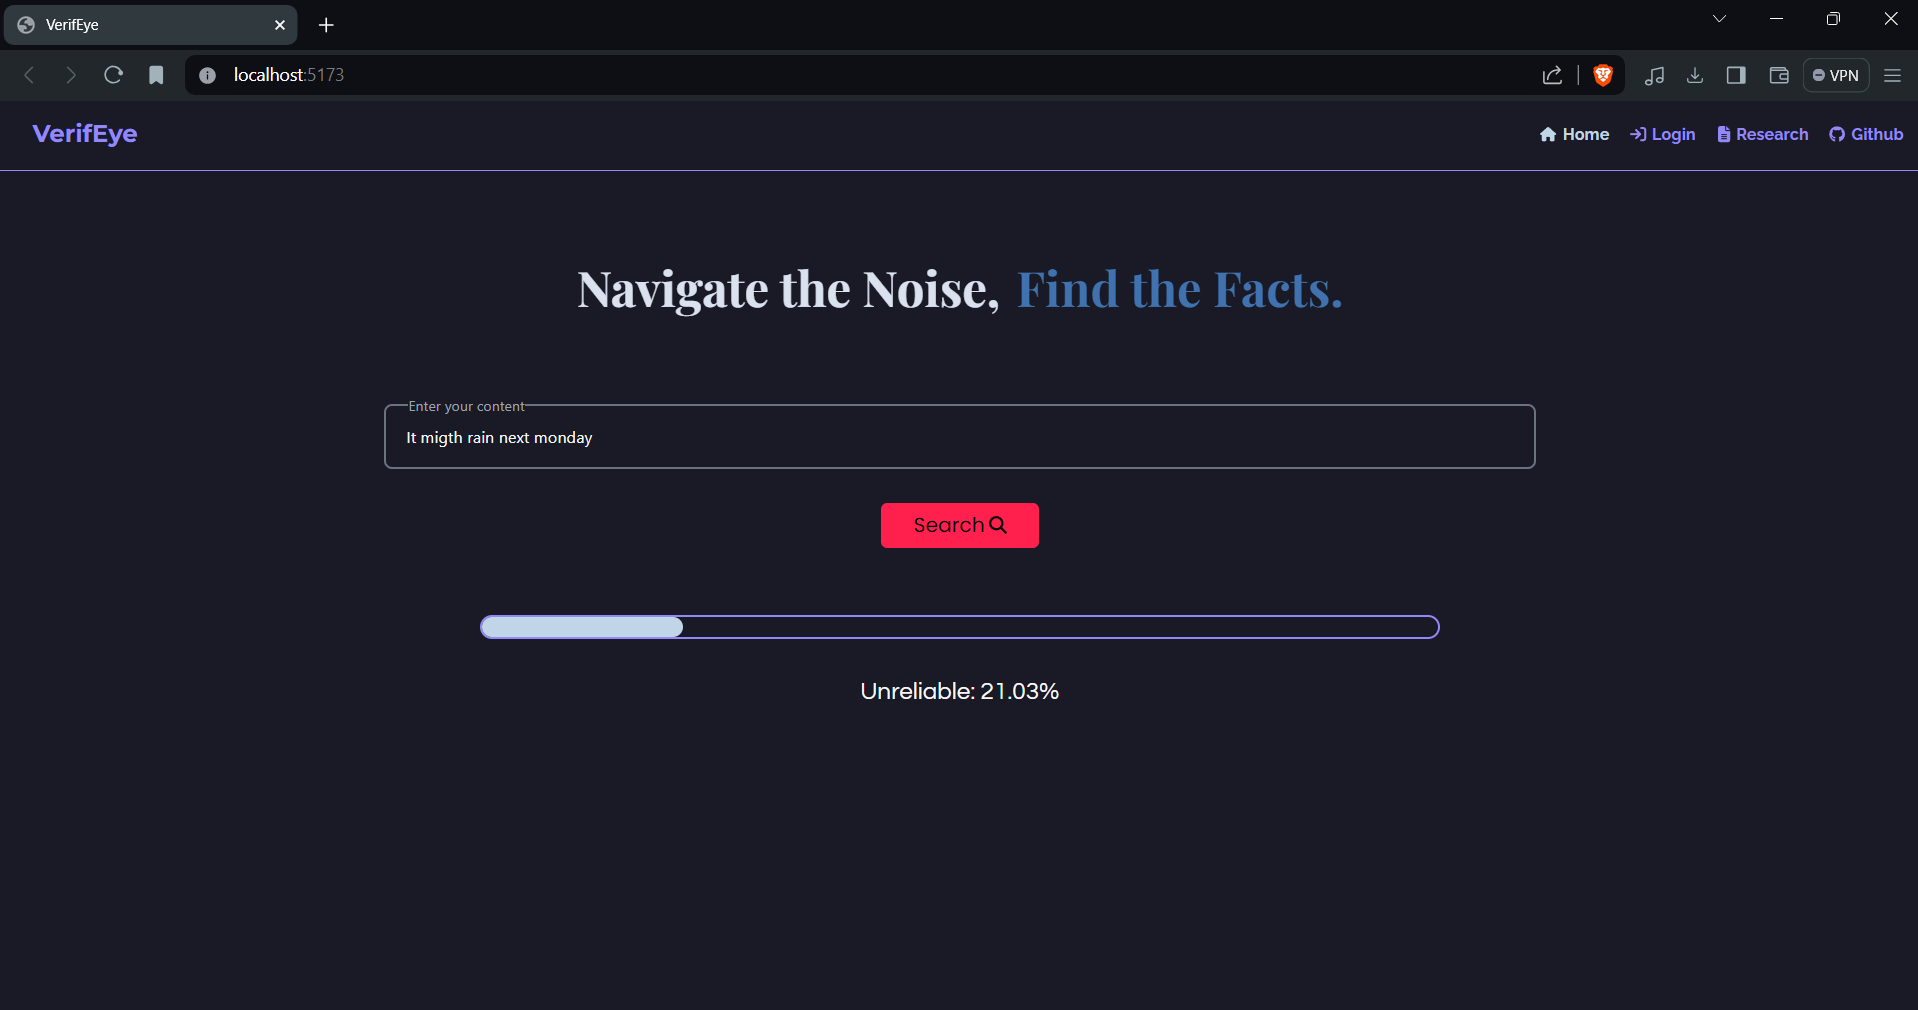 VerifEye
localhost:5173
VPN
VerifEye
Home Login Research Github
Navigate the Noise, Find the Facts.
Enter your content
It migth rain next monday
Search
Unreliable: 21.03%